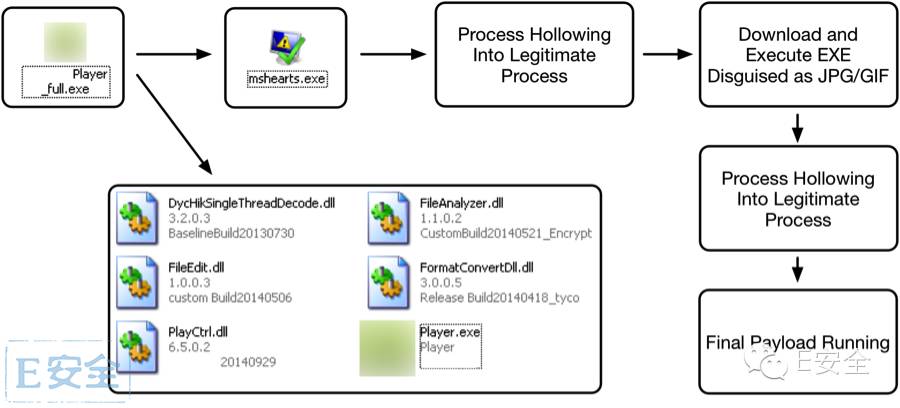 Player
_full.exe
mshearts.exe
Process Hollowing
Into Legitimate
Process
Download and
Execute EXE
Disguised as JPG/GIF
Process Hollowing
Into Legitimate
Process
Final Payload Running
DycHikSingleThreadDecode.dll
3.2.0.3
BaselineBuild20130730
FileAnalyzer.dll
1.1.0.2
CustomBuild20140521_Encrypt
FileEdit.dll
1.0.0.3
custom Build20140506
FormatConvertDll.dll
3.0.0.5
Release Build20140418_tyco
PlayCtrl.dll
6.5.0.2
20140929
Player.exe
Player
E安全
E安全